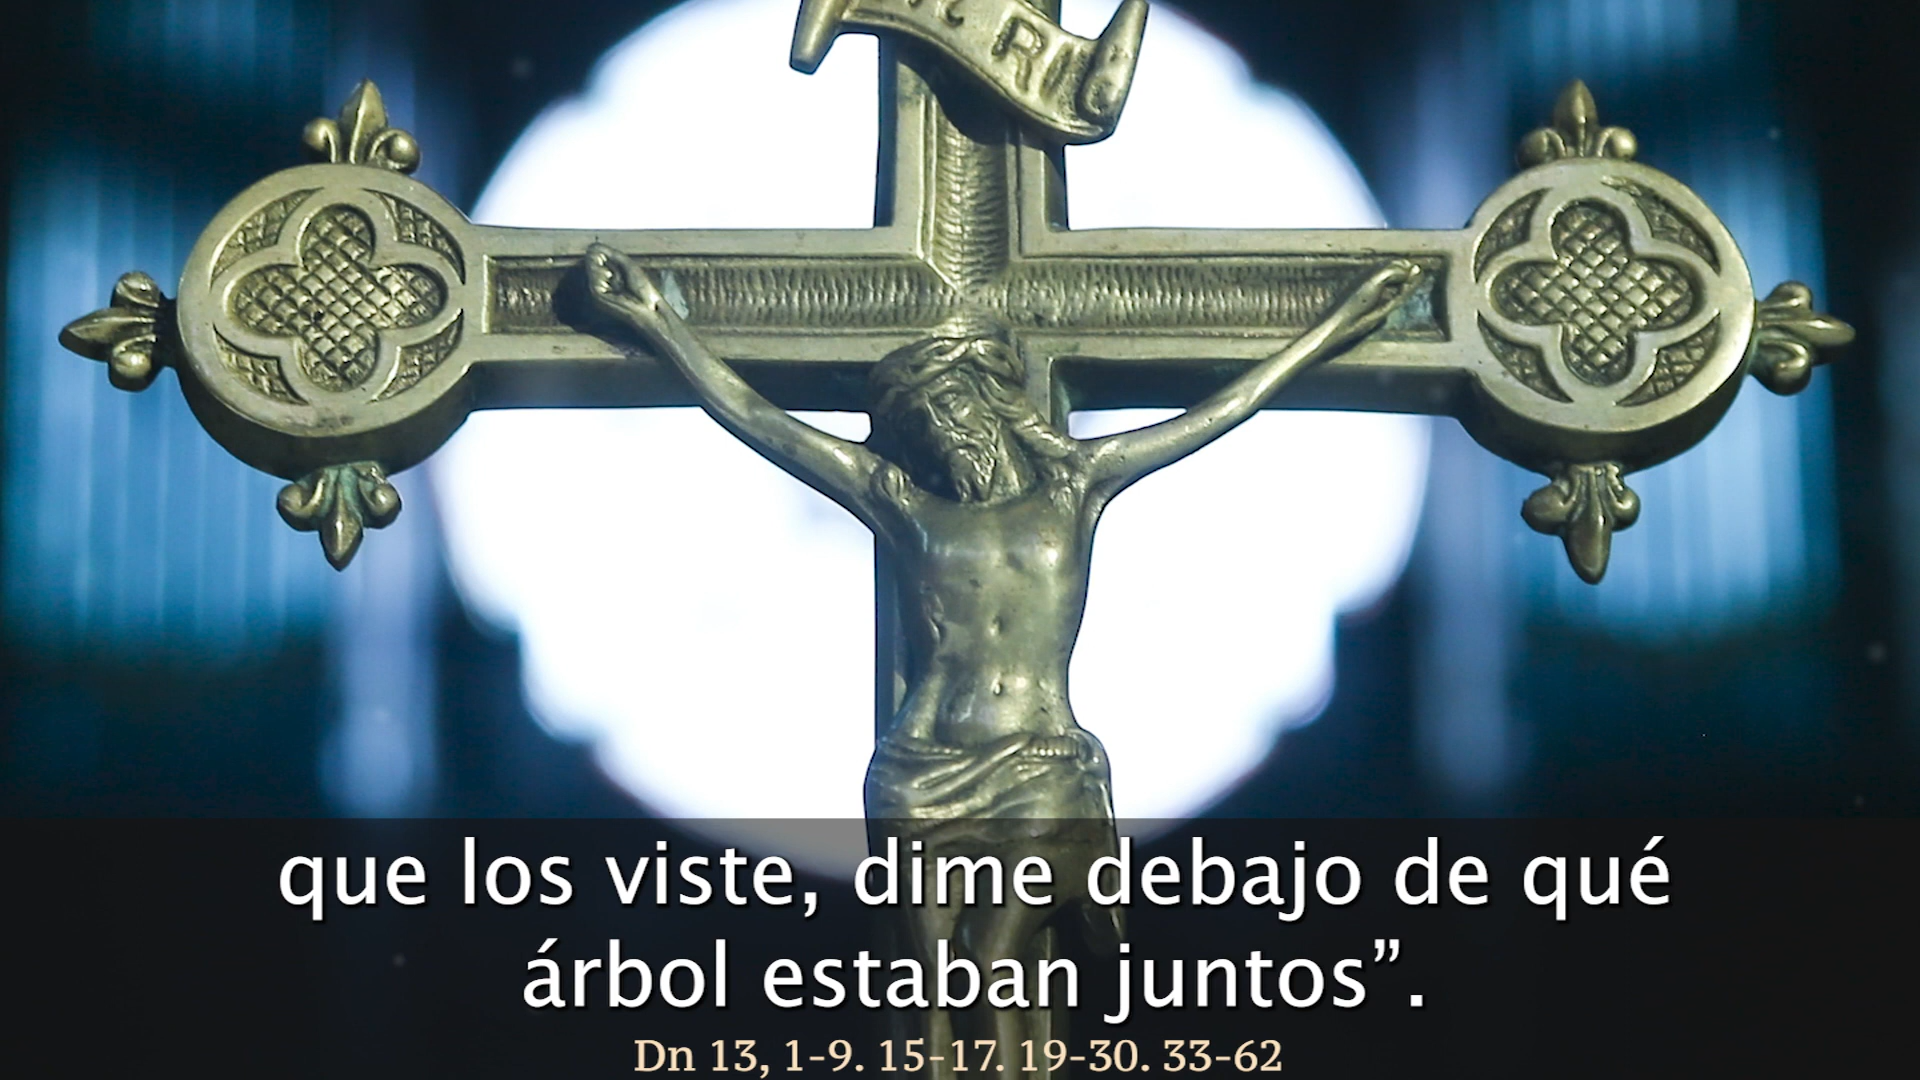 que los viste, dime debajo de qué
árbol estaban juntos”.
Dn 13, 1-9. 15-17. 19-30. 33-62